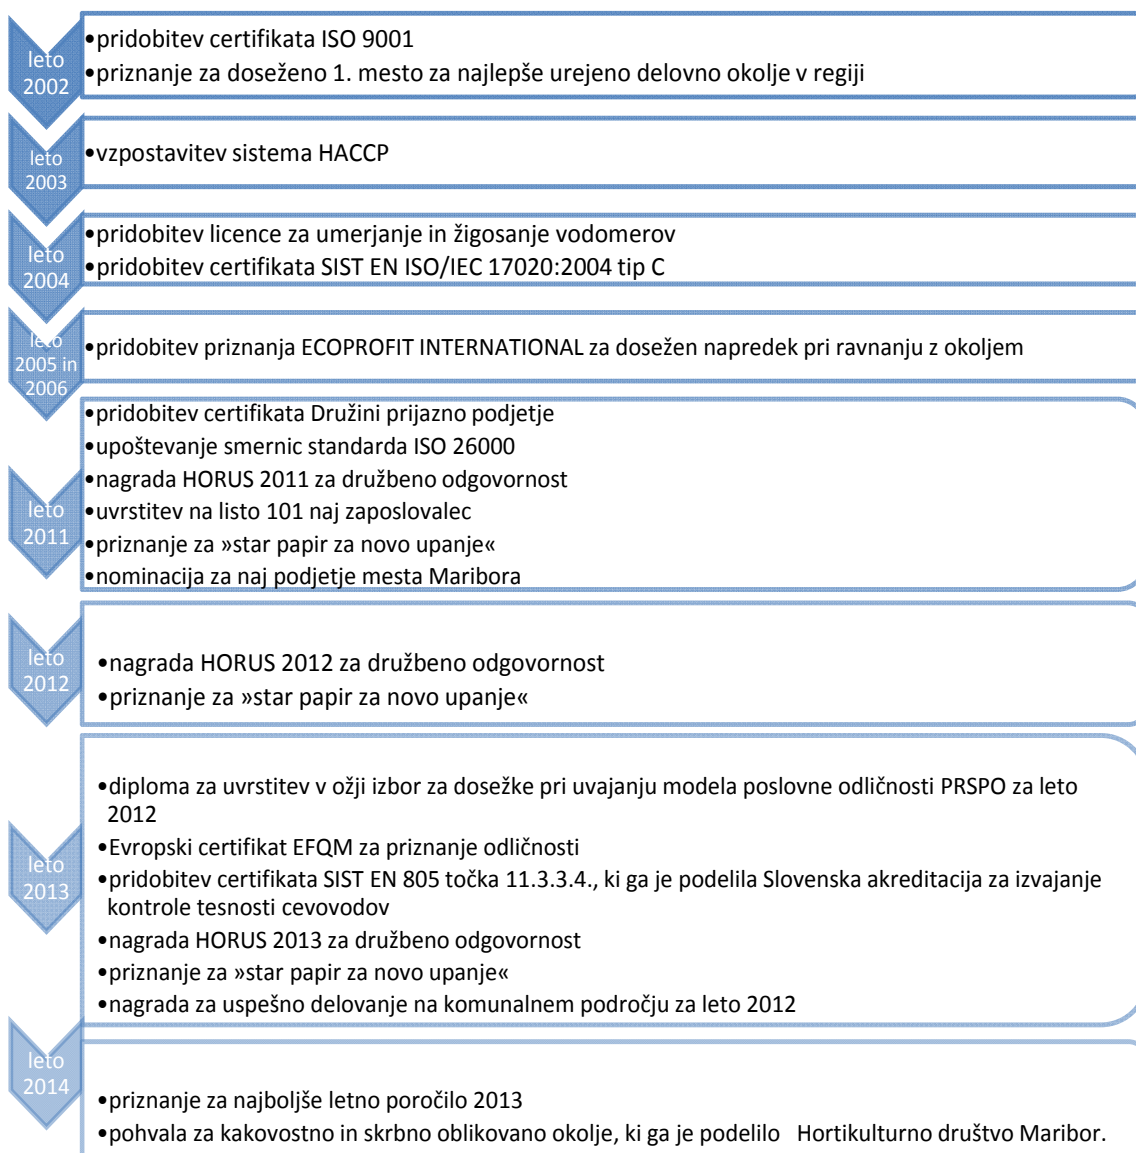 leto
2002
•pridobitev certifikata ISO 9001
•priznanje za doseženo 1. mesto za najlepše urejeno delovno okolje v regiji
leto
2003
•vzpostavitev sistema HACCP
leto
2004
•pridobitev licence za umerjanje in žigosanje vodomerov
•pridobitev certifikata SIST EN ISO/IEC 17020:2004 tip C
leto
2005 in
2006
•pridobitev priznanja ECOPROFIT INTERNATIONAL za dosežen napredek pri ravnanju z okoljem
leto
2011
•pridobitev certifikata Družini prijazno podjetje
•upoštevanje smernic standarda ISO 26000
•nagrada HORUS 2011 za družbeno odgovornost
•uvrstitev na listo 101 naj zaposlovalec
•priznanje za »star papir za novo upanje«
•nominacija za naj podjetje mesta Maribora
leto
2012
•nagrada HORUS 2012 za družbeno odgovornost
•priznanje za »star papir za novo upanje«
leto
2013
•diploma za uvrstitev v ožji izbor za dosežke pri uvajanju modela poslovne odličnosti PRSPO za leto
2012
•Evropski certifikat EFQM za priznanje odličnosti
•pridobitev certifikata SIST EN 805 točka 11.3.3.4., ki ga je podelila Slovenska akreditacija za izvajanje
kontrole tesnosti cevovodov
•nagrada HORUS 2013 za družbeno odgovornost
•priznanje za »star papir za novo upanje«
•nagrada za uspešno delovanje na komunalnem področju za leto 2012
leto
2014
•priznanje za najboljše letno poročilo 2013
•pohvala za kakovostno in skrbno oblikovano okolje, ki ga je podelilo Hortikulturno društvo Maribor.